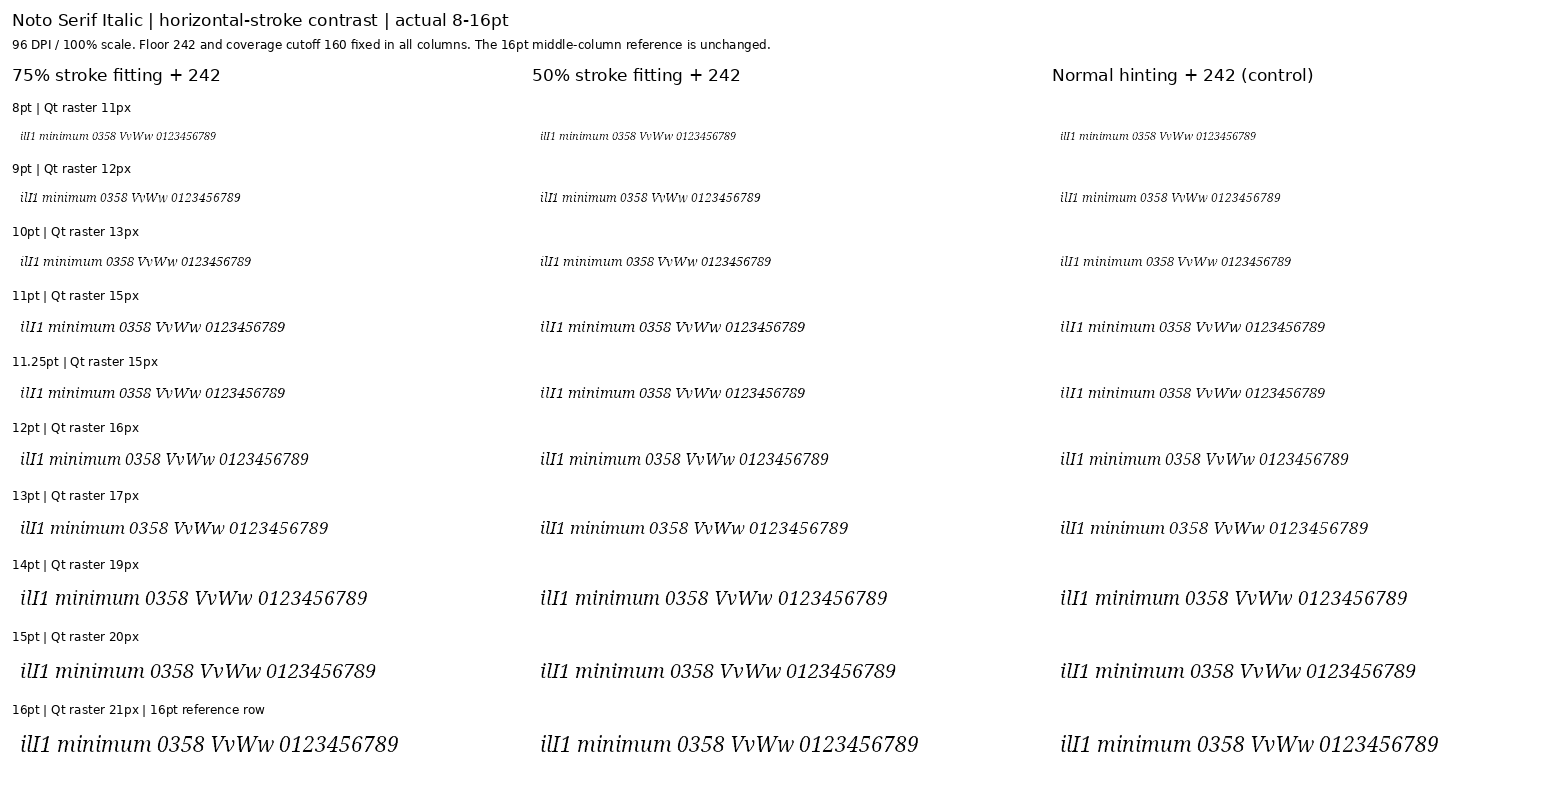 Noto Serif Italic | horizontal-stroke contrast | actual 8-16pt
96 DPI / 100% scale. Floor 242 and coverage cutoff 160 fixed in all columns. The 16pt middle-column reference is unchanged.
75% stroke fitting + 242 50% stroke fitting + 242 Normal hinting + 242 (control)
8pt | Qt raster 11px
ilI1 minimum 0358 VvWw 0123456789 ilI1 minimum 0358 VvWw 0123456789 ilI1 minimum 0358 VvWw 0123456789
9pt | Qt raster 12px
ilI1 minimum 0358 VvWw 0123456789 ilI1 minimum 0358 VvWw 0123456789 ilI1 minimum 0358 VvWw 0123456789
10pt | Qt raster 13px
ilI1 minimum 0358 VvWw 0123456789 ilI1 minimum 0358 VvWw 0123456789 ilI1 minimum 0358 VvWw 0123456789
11pt | Qt raster 15px
ilI1 minimum 0358 VvWw 0123456789 ilI1 minimum 0358 VvWw 0123456789 ilI1 minimum 0358 VvWw 0123456789
11.25pt | Qt raster 15px
ilI1 minimum 0358 VvWw 0123456789 ilI1 minimum 0358 VvWw 0123456789 ilI1 minimum 0358 VvWw 0123456789
12pt | Qt raster 16px
ilI1 minimum 0358 VvWw 0123456789 ilI1 minimum 0358 VvWw 0123456789 ilI1 minimum 0358 VvWw 0123456789
13pt | Qt raster 17px
ilI1 minimum 0358 VvWw 0123456789 ilI1 minimum 0358 VvWw 0123456789 ilI1 minimum 0358 VvWw 0123456789
14pt | Qt raster 19px
ilI1 minimum 0358 VvWw 0123456789 ilI1 minimum 0358 VvWw 0123456789 ilI1 minimum 0358 VvWw 0123456789
15pt | Qt raster 20px
ilI1 minimum 0358 VvWw 0123456789 ilI1 minimum 0358 VvWw 0123456789 ilI1 minimum 0358 VvWw 0123456789
16pt | Qt raster 21px | 16pt reference row
ilI1 minimum 0358 VvWw 0123456789 ilI1 minimum 0358 VvWw 0123456789 ilI1 minimum 0358 VvWw 0123456789